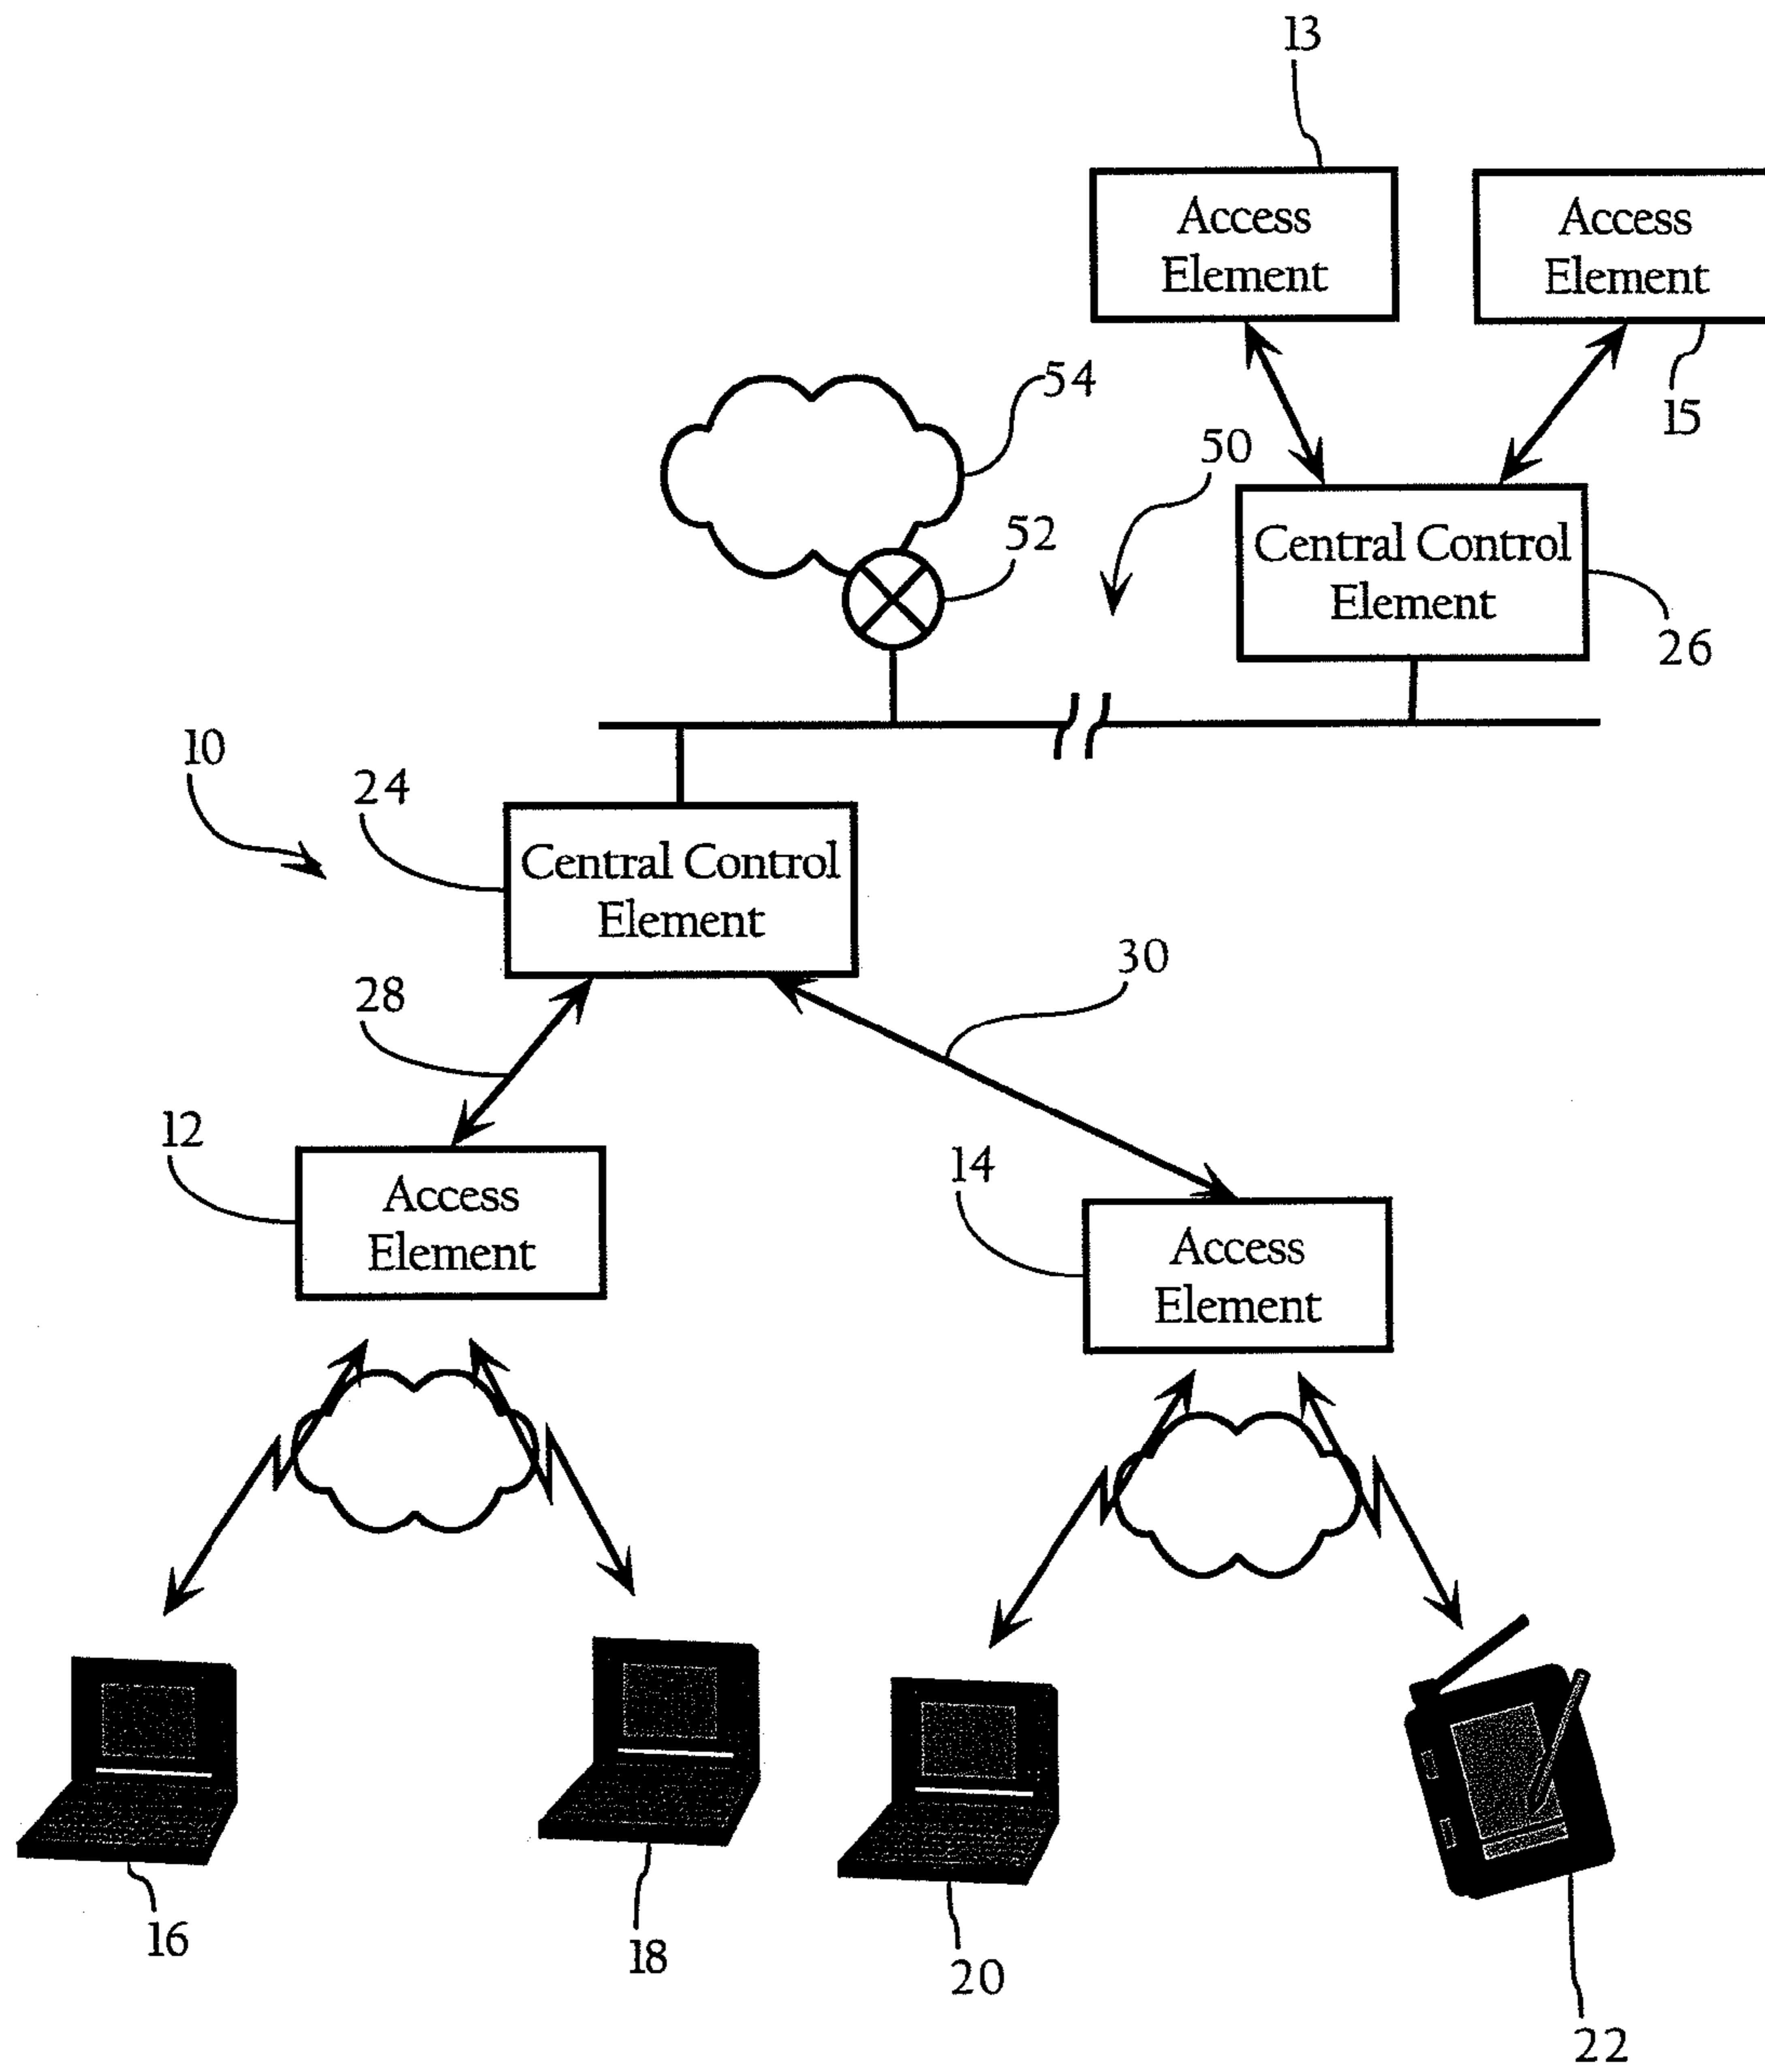 13
Access
Element
Access
Element
15
54
50
52
Central Control
Element
26
10
24
Central Control
Element
28
30
12
Access
Element
14
Access
Element
16
18
20
22